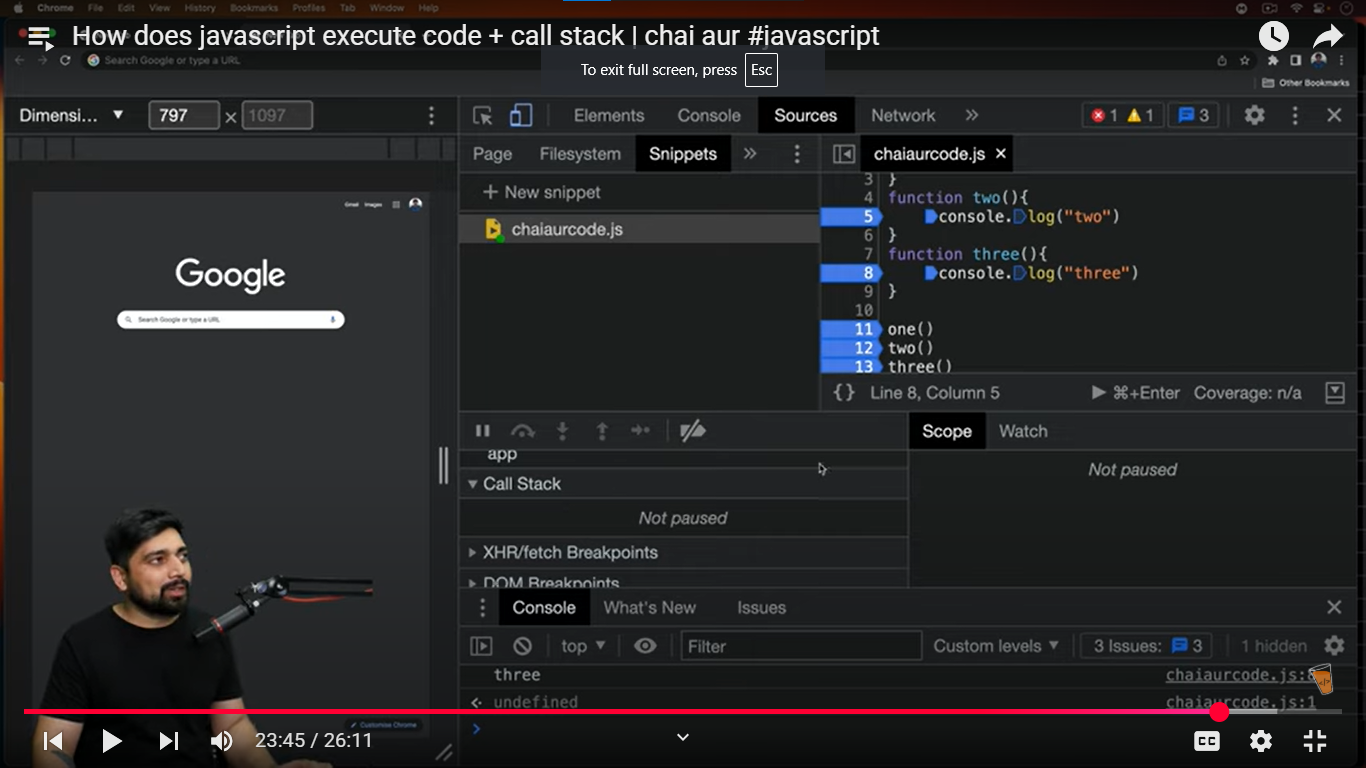 Chrome File Edit View History Bookmarks Profiles Tab Window Help
How does javascript execute code + call stack | chai aur #javascript
Search Google or type a URL
To exit full screen, press Esc
Other Bookmarks
Dimensi... 797 × 1097
Elements Console Sources Network » 1 1 3
Page Filesystem Snippets »
chaiaurcode.js ×
+ New snippet
chaiaurcode.js
3 }
4 function two(){
5 console.log("two")
6 }
7 function three(){
8 console.log("three")
9 }
10
11 one()
12 two()
13 three()
Gmail Images
Google
Search Google or type a URL
{} Line 8, Column 5 ⌘+Enter Coverage: n/a
Scope Watch
app
Not paused
Call Stack
Not paused
XHR/fetch Breakpoints
DOM Breakpoints
Console What's New Issues
top Filter Custom levels 3 Issues: 3 1 hidden
three chaiaurcode.js:
undefined chaiaurcode.js:1
Customise Chrome
23:45 / 26:11
CC